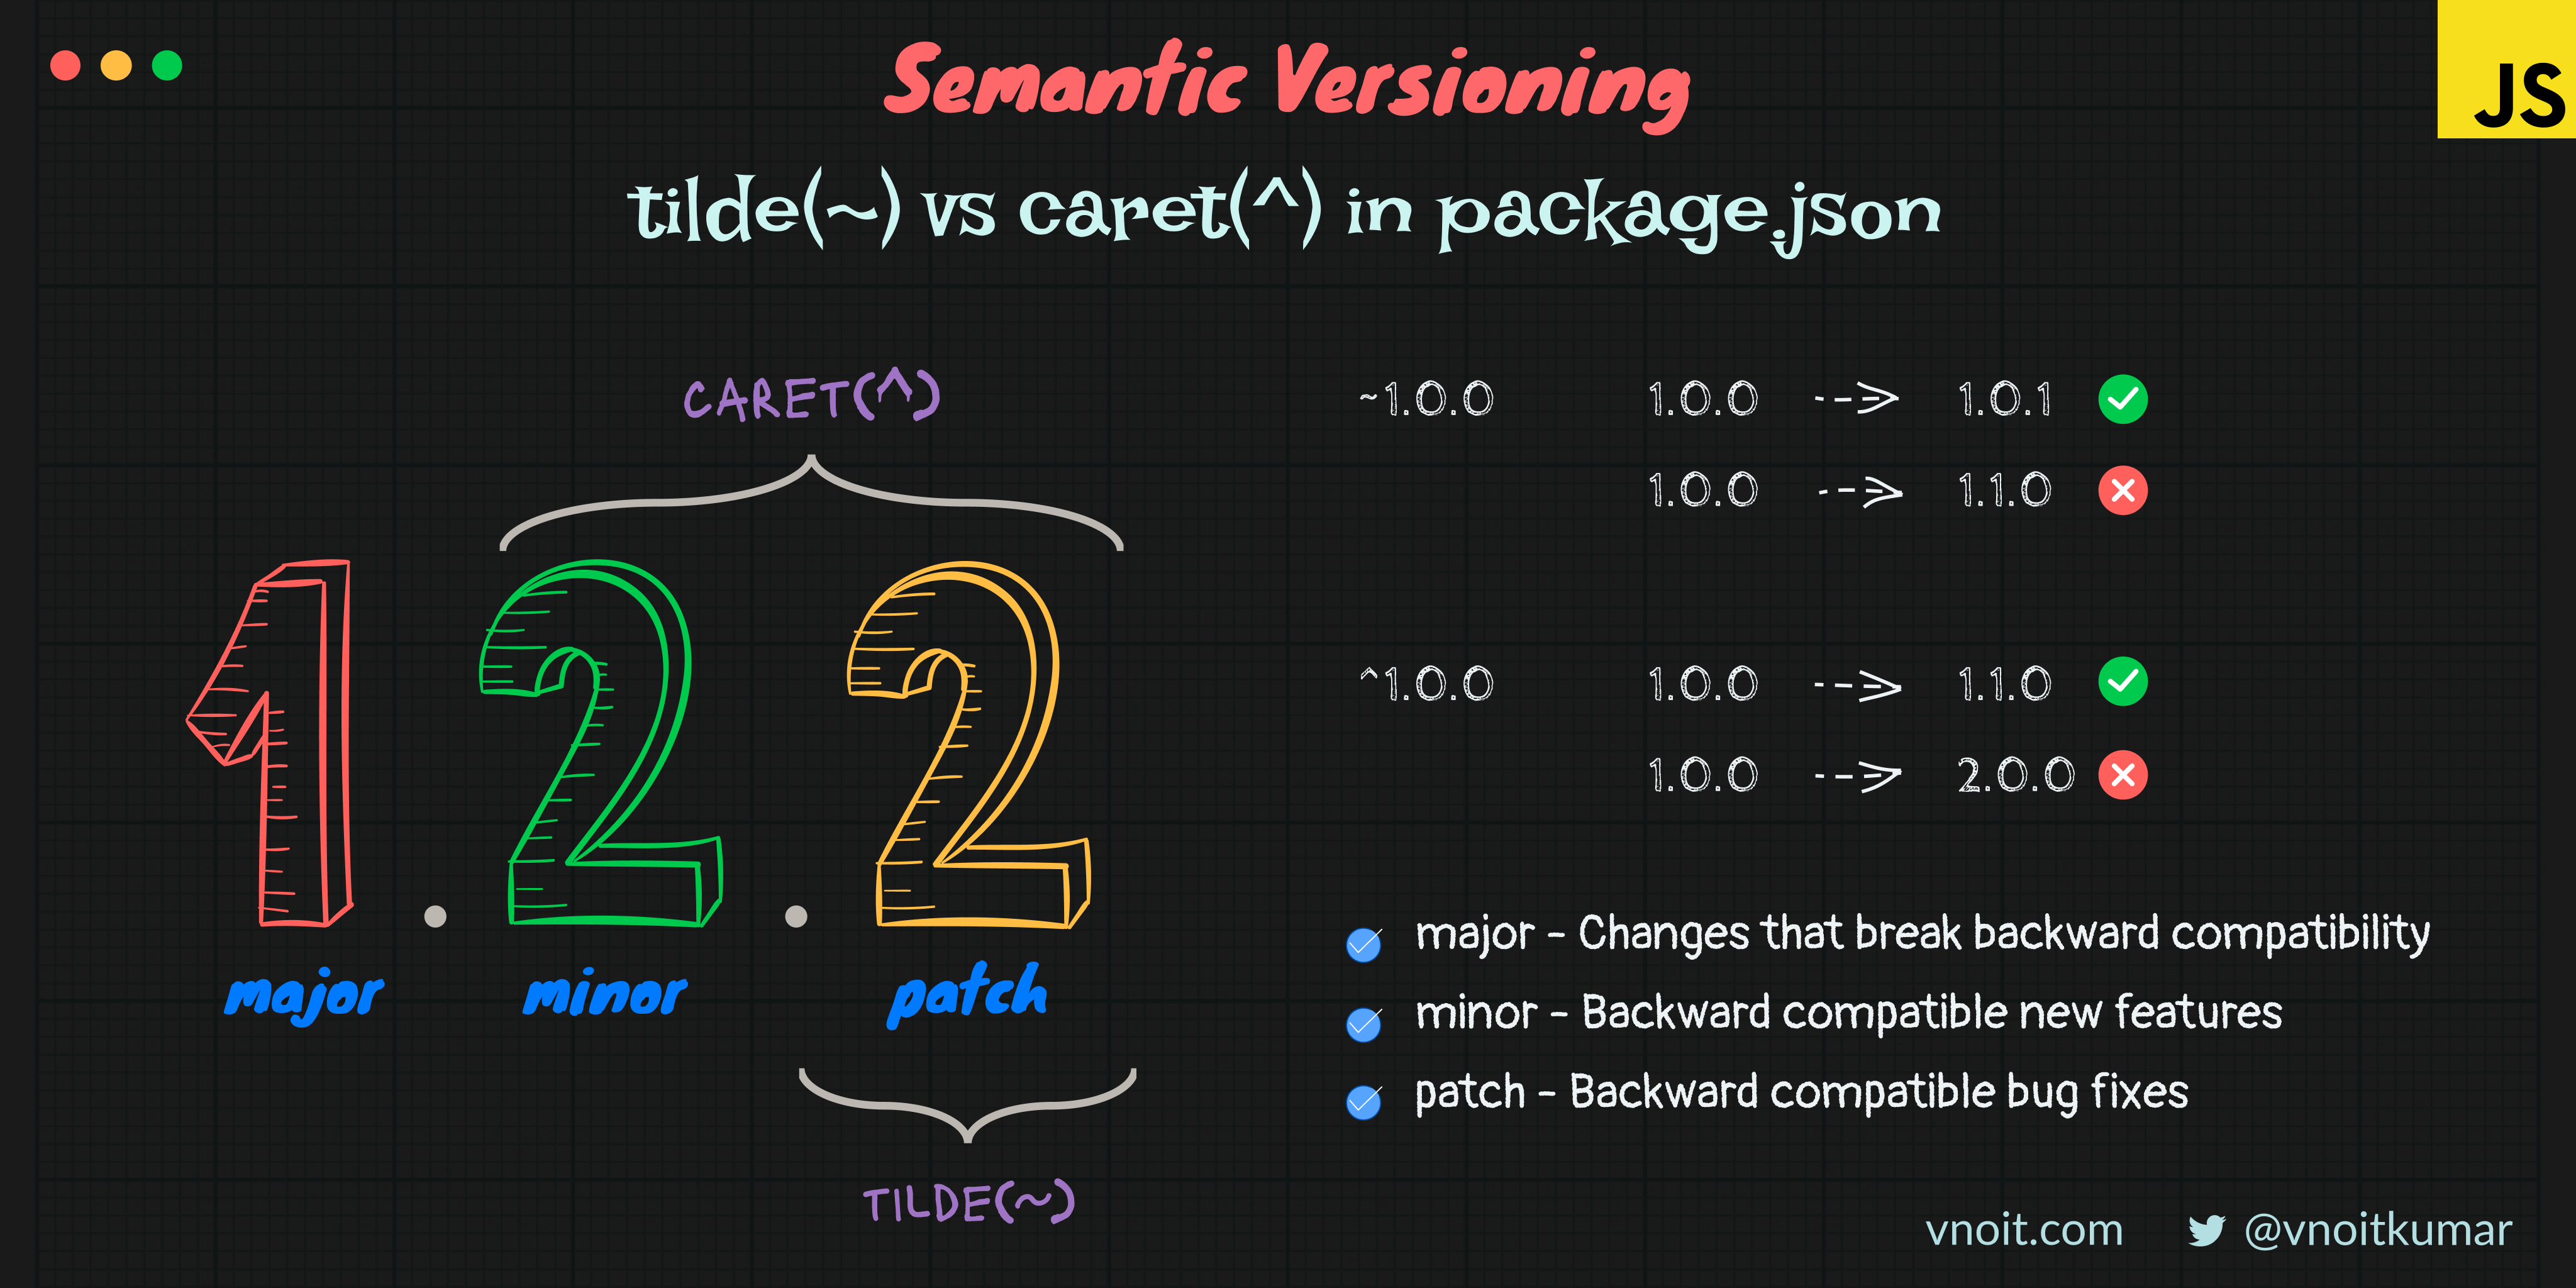 Semantic Versioning
JS
tilde(~) vs caret(^) in package.json
CARET(^)
1.2.2
major minor patch
TILDE(~)
~1.0.0 1.0.0 --> 1.0.1
1.0.0 --> 1.1.0
^1.0.0 1.0.0 --> 1.1.0
1.0.0 --> 2.0.0
major - Changes that break backward compatibility
minor - Backward compatible new features
patch - Backward compatible bug fixes
vnoit.com @vnoitkumar